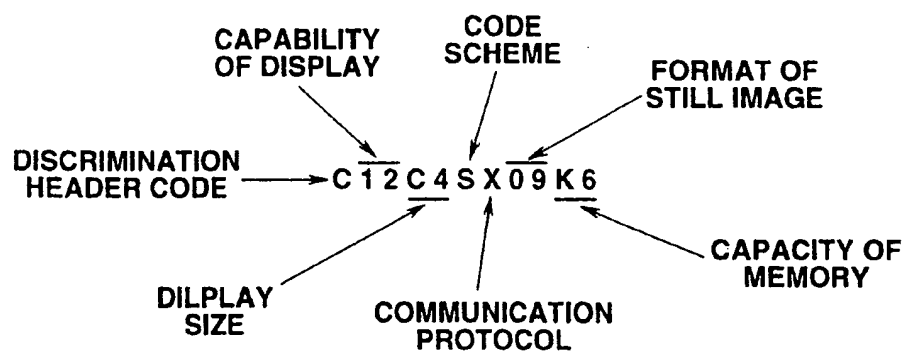 CAPABILITY
OF DISPLAY
CODE
SCHEME
FORMAT OF
STILL IMAGE
DISCRIMINATION
HEADER CODE
C 1 2 C 4 S X 0 9 K 6
CAPACITY OF
MEMORY
DILPLAY
SIZE
COMMUNICATION
PROTOCOL